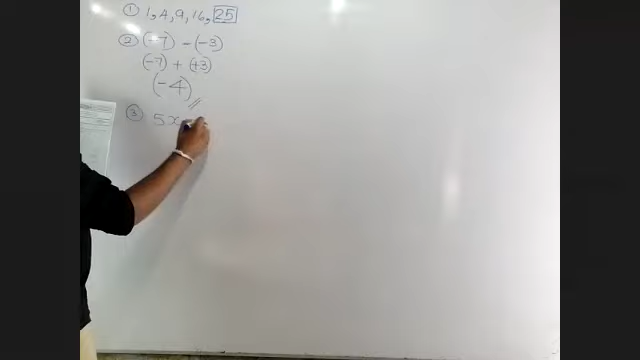 ① 1, 4, 9, 16, 25
② (-7) - (-3)
(-7) + (+3)
(-4)
③ 5x